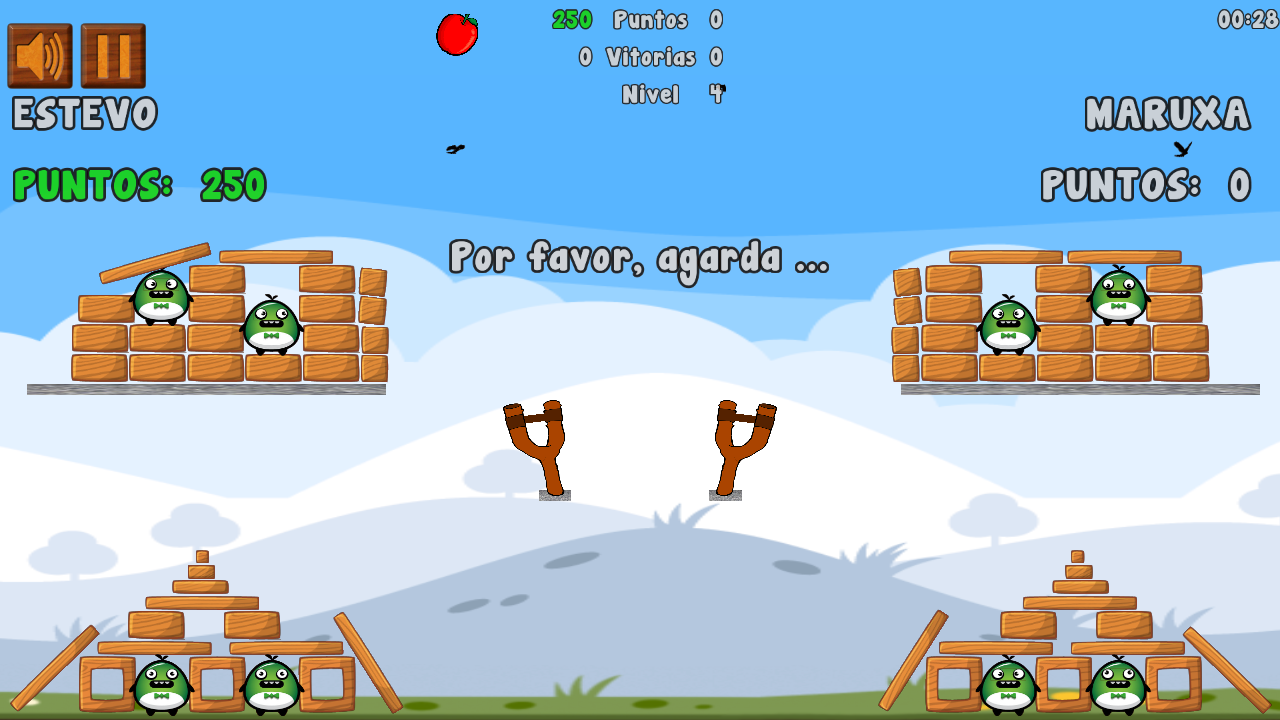 250 Puntos 0
00:28
0 Vitorias 0
Nivel 4
ESTEVO
MARUXA
PUNTOS: 250
PUNTOS: 0
Por favor, agarda ...